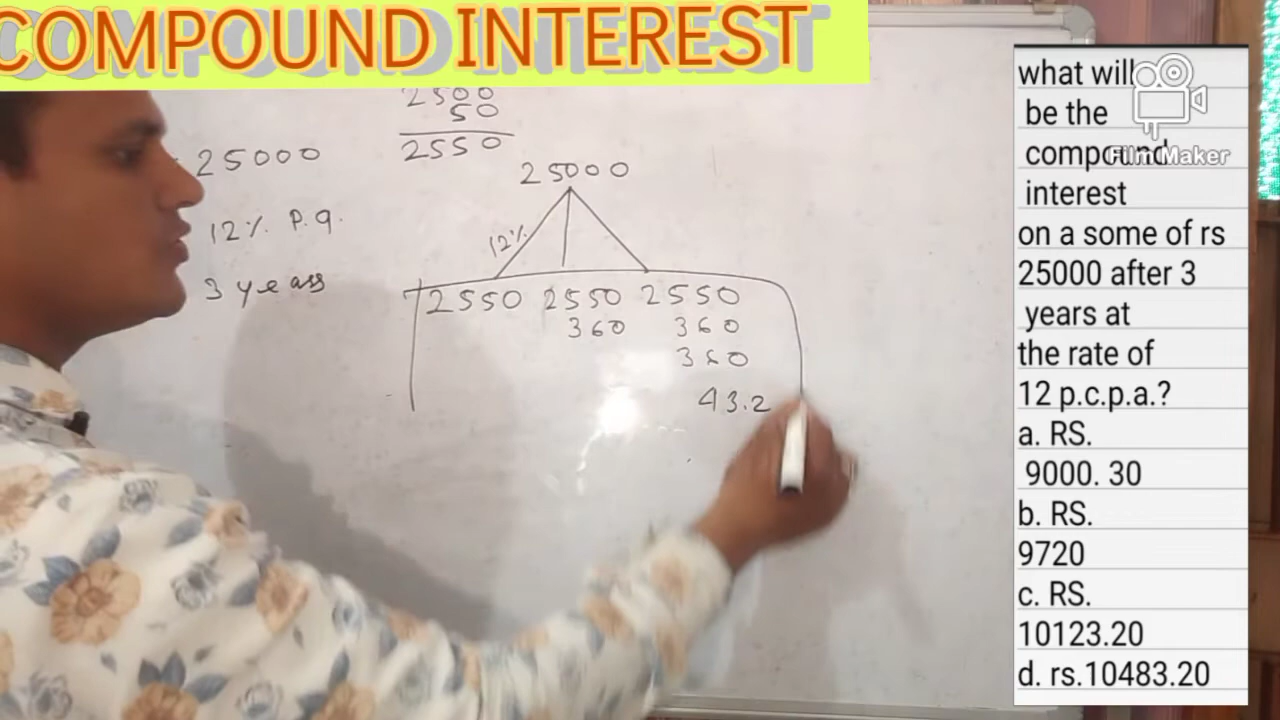 COMPOUND INTEREST
2500
50
2550
25000
25000
12% P.a.
12%
3 years
2550 2550 2550
360 360
360
43.2
what will
be the
compound
interest
on a some of rs
25000 after 3
years at
the rate of
12 p.c.p.a.?
a. RS.
9000. 30
b. RS.
9720
c. RS.
10123.20
d. rs.10483.20
Film Maker